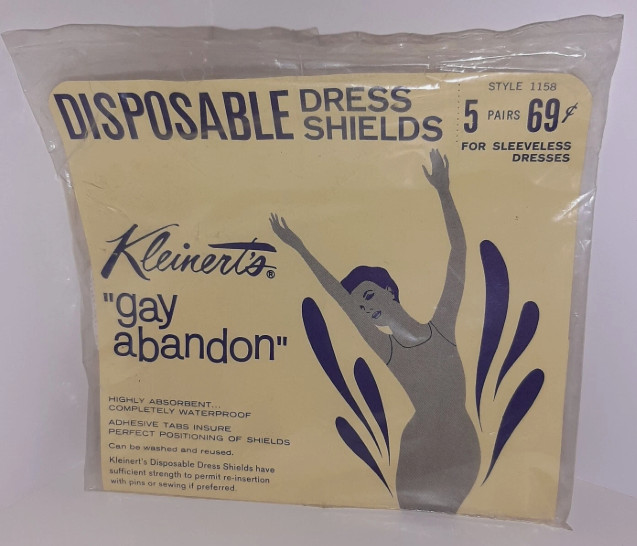 DISPOSABLE DRESS SHIELDS
STYLE 1158
5 PAIRS 69¢
FOR SLEEVELESS
DRESSES
Kleinert's®
"gay
abandon"
HIGHLY ABSORBENT...
COMPLETELY WATERPROOF
ADHESIVE TABS INSURE
PERFECT POSITIONING OF SHIELDS
Can be washed and reused.
Kleinert's Disposable Dress Shields have
sufficient strength to permit re-insertion
with pins or sewing if preferred.